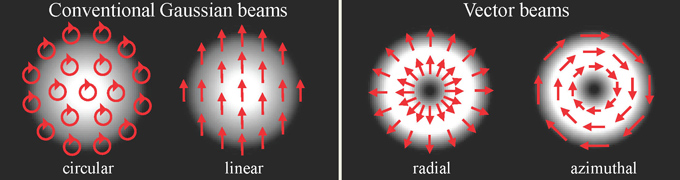 Conventional Gaussian beams
circular
linear
Vector beams
radial
azimuthal